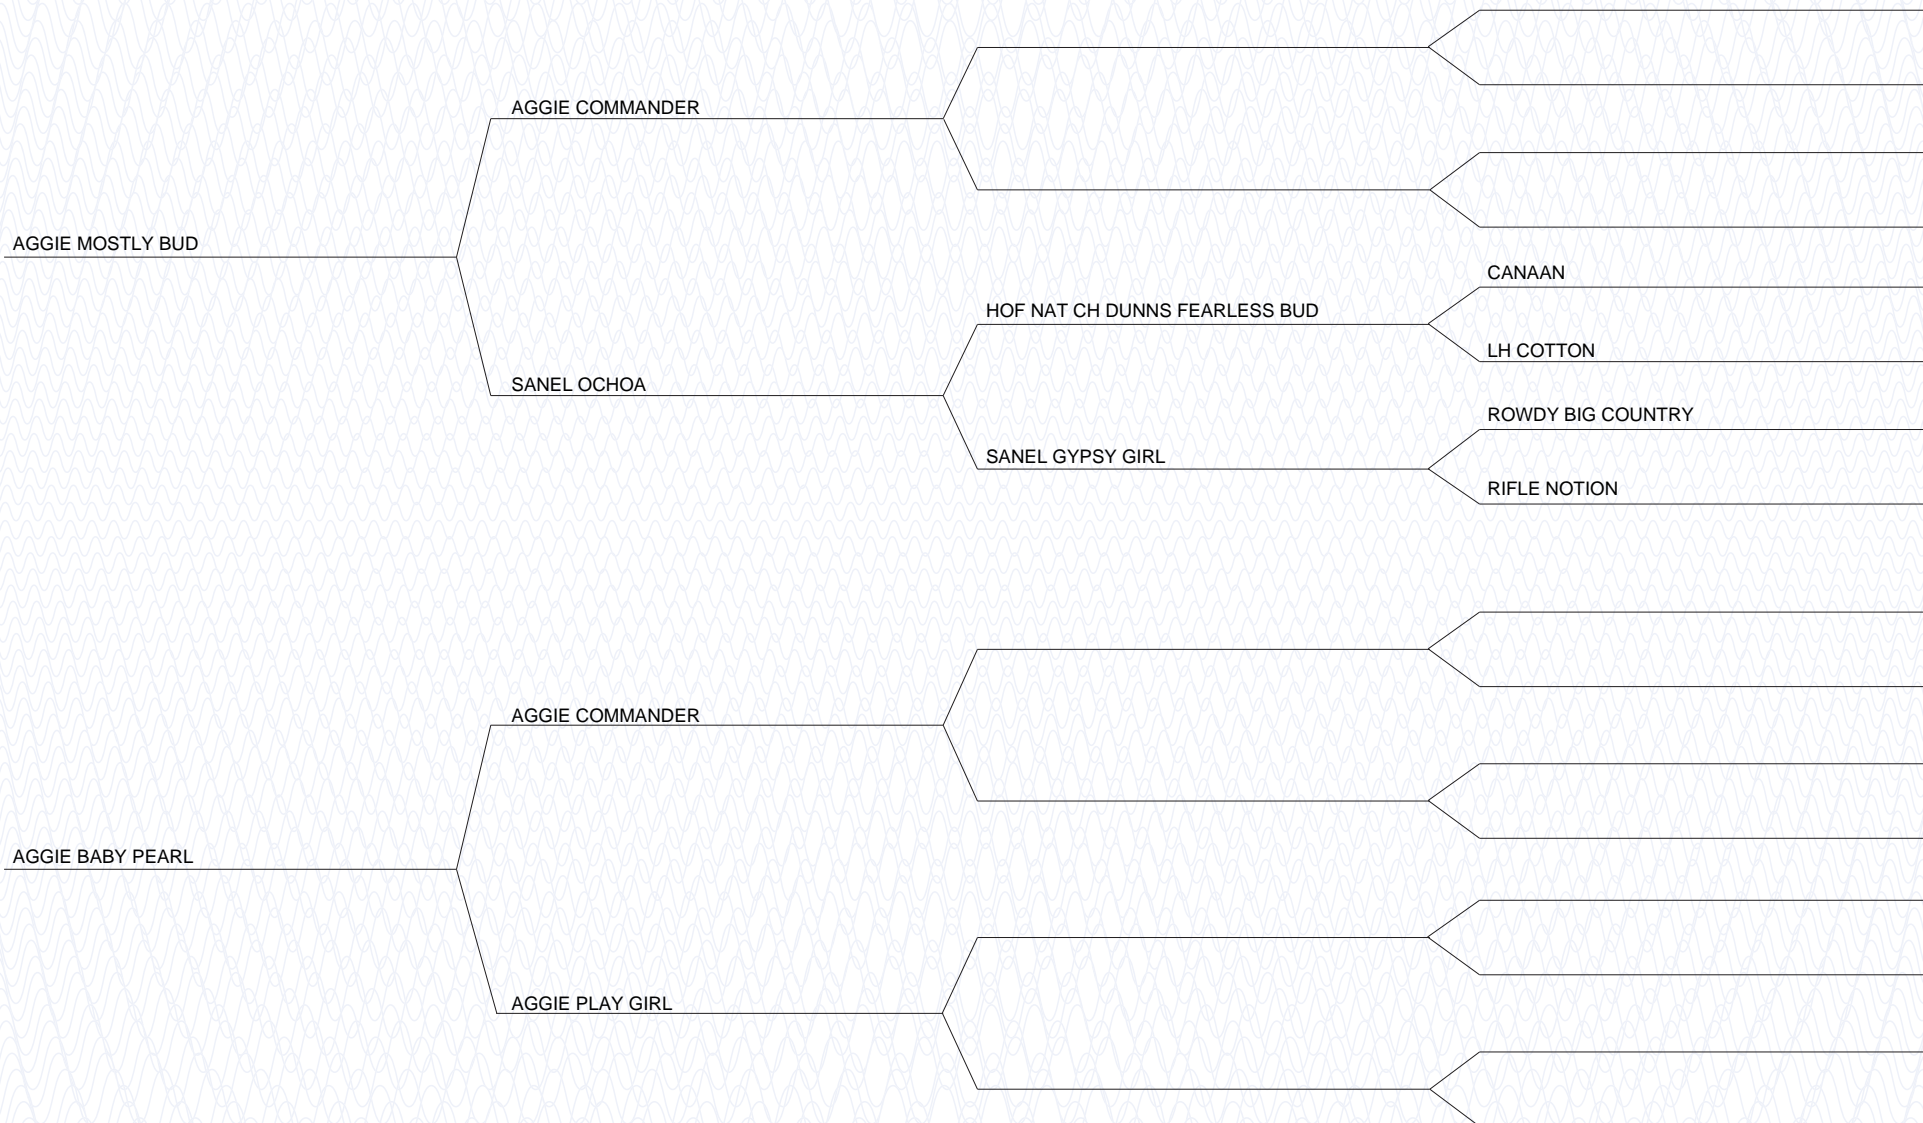 AGGIE COMMANDER
AGGIE MOSTLY BUD
CANAAN
HOF NAT CH DUNNS FEARLESS BUD
LH COTTON
SANEL OCHOA
ROWDY BIG COUNTRY
SANEL GYPSY GIRL
RIFLE NOTION
AGGIE COMMANDER
AGGIE BABY PEARL
AGGIE PLAY GIRL